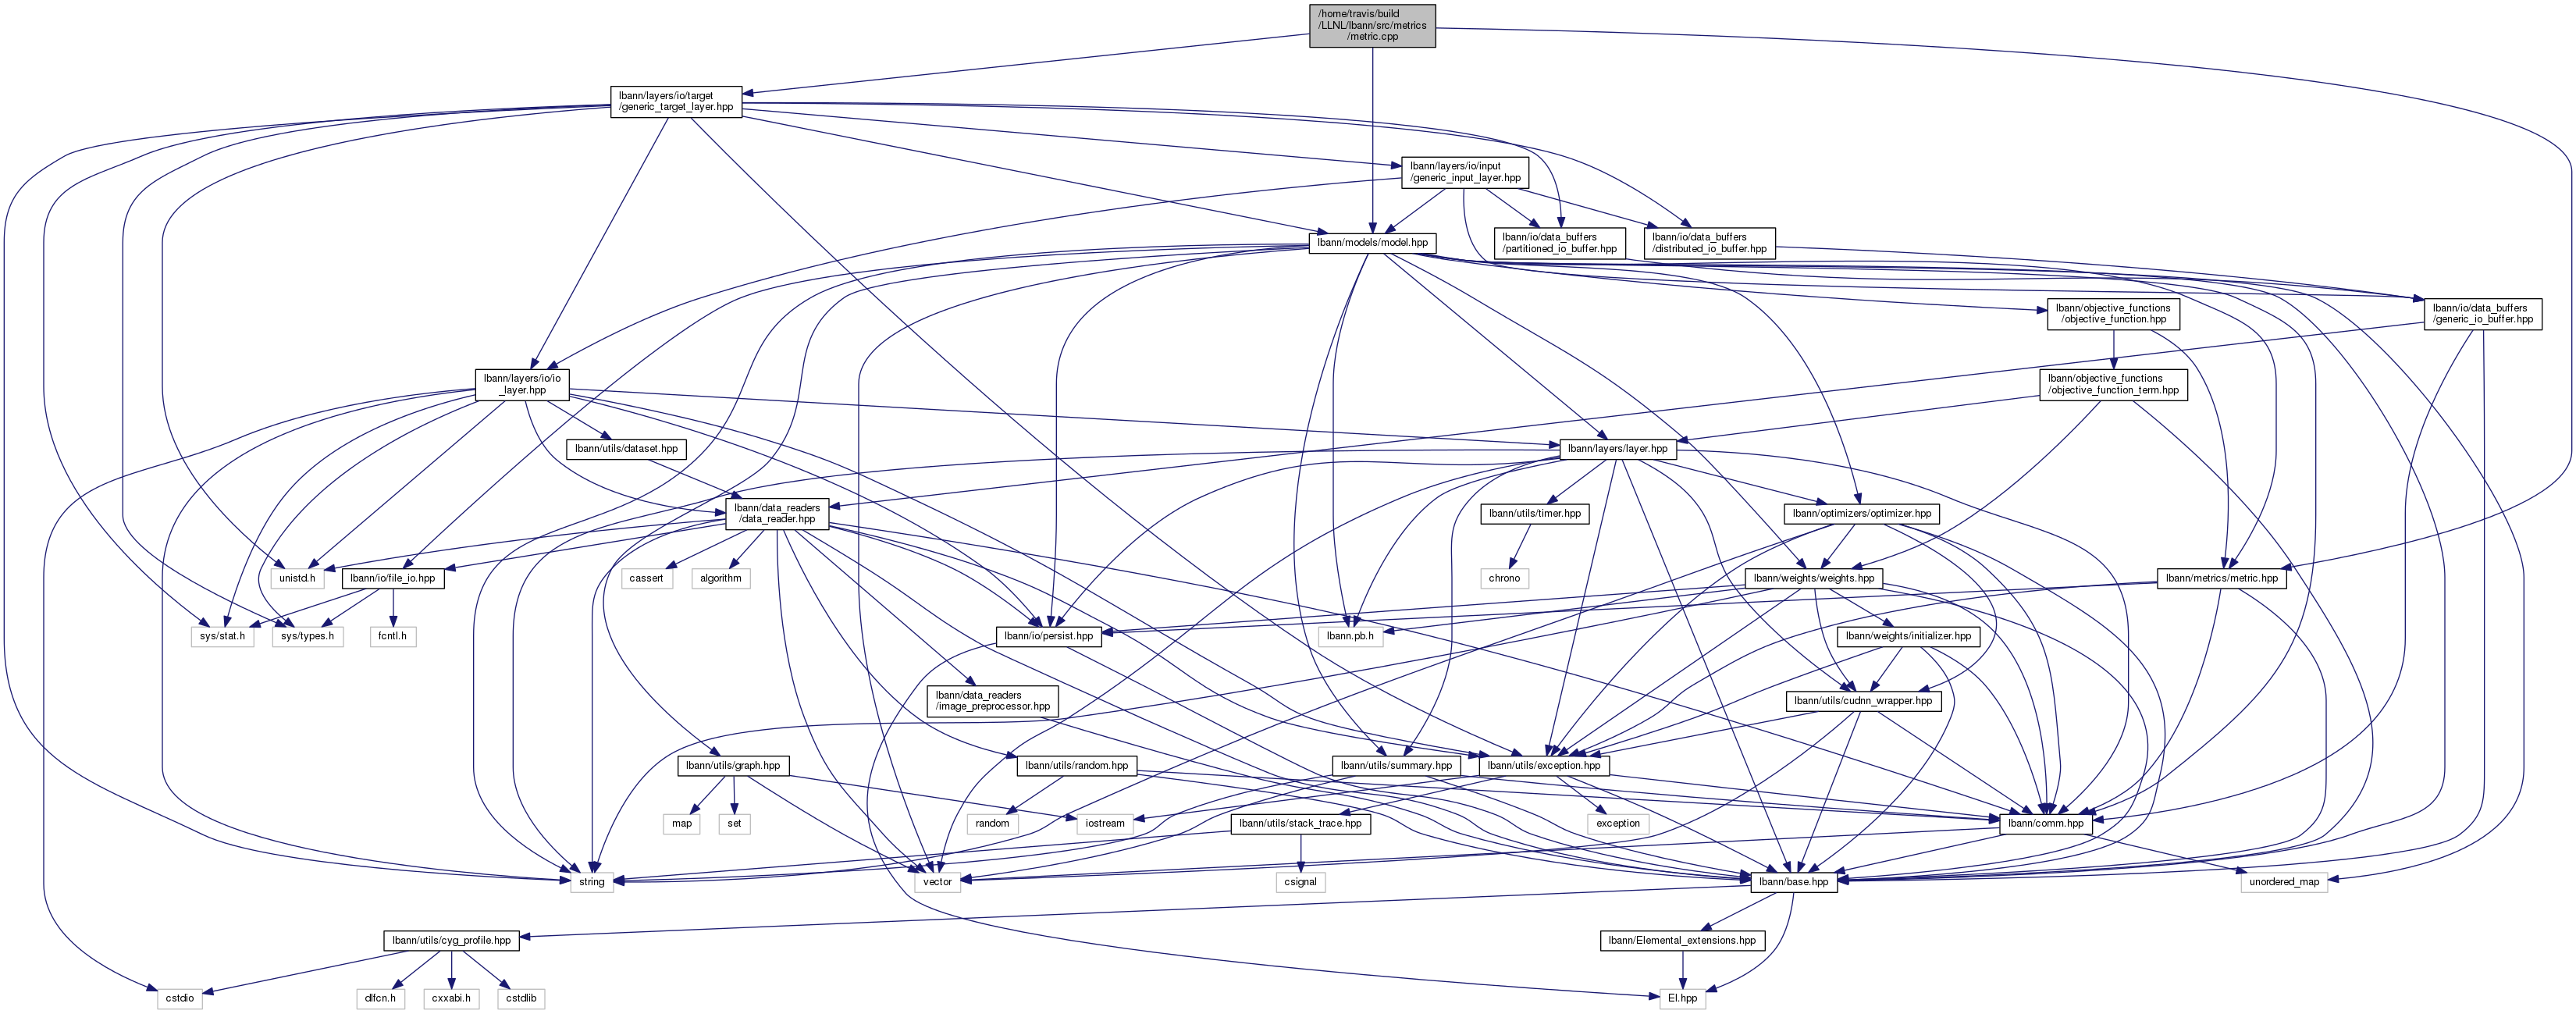 /home/travis/build
/LLNL/lbann/src/metrics
/metric.cpp
lbann/layers/io/target
/generic_target_layer.hpp
lbann/layers/io/input
/generic_input_layer.hpp
lbann/models/model.hpp
lbann/io/data_buffers
/partitioned_io_buffer.hpp
lbann/io/data_buffers
/distributed_io_buffer.hpp
lbann/objective_functions
/objective_function.hpp
lbann/io/data_buffers
/generic_io_buffer.hpp
lbann/layers/io/io
_layer.hpp
lbann/objective_functions
/objective_function_term.hpp
lbann/utils/dataset.hpp
lbann/layers/layer.hpp
lbann/data_readers
/data_reader.hpp
lbann/utils/timer.hpp
lbann/optimizers/optimizer.hpp
unistd.h
lbann/io/file_io.hpp
cassert
algorithm
chrono
lbann/weights/weights.hpp
lbann/metrics/metric.hpp
sys/stat.h
sys/types.h
fcntl.h
lbann/io/persist.hpp
lbann.pb.h
lbann/weights/initializer.hpp
lbann/data_readers
/image_preprocessor.hpp
lbann/utils/cudnn_wrapper.hpp
lbann/utils/graph.hpp
lbann/utils/random.hpp
lbann/utils/summary.hpp
lbann/utils/exception.hpp
map
set
random
iostream
lbann/utils/stack_trace.hpp
exception
lbann/comm.hpp
string
vector
csignal
lbann/base.hpp
unordered_map
lbann/utils/cyg_profile.hpp
lbann/Elemental_extensions.hpp
cstdio
dlfcn.h
cxxabi.h
cstdlib
El.hpp